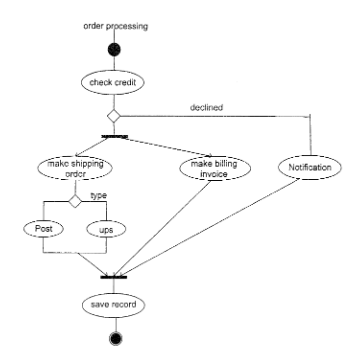 order processing
check credit
declined
make shipping
order
make billing
invoice
Notification
type
Post
ups
save record